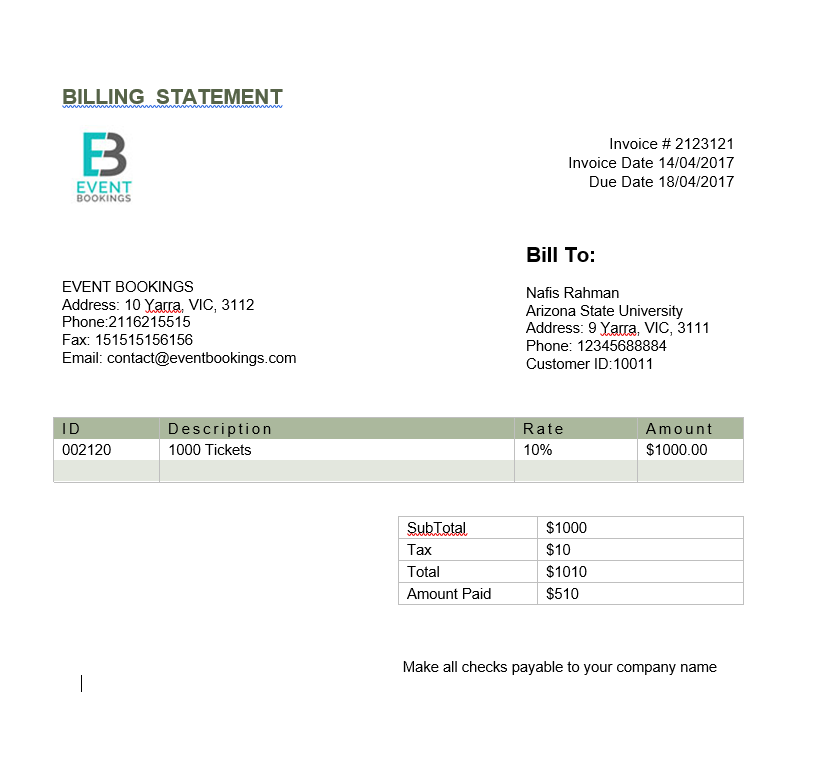 BILLING STATEMENT
EVENT
BOOKINGS
Invoice # 2123121
Invoice Date 14/04/2017
Due Date 18/04/2017
Bill To:
EVENT BOOKINGS
Address: 10 Yarra, VIC, 3112
Phone:2116215515
Fax: 151515156156
Email: contact@eventbookings.com
Nafis Rahman
Arizona State University
Address: 9 Yarra, VIC, 3111
Phone: 12345688884
Customer ID:10011
ID Description Rate Amount
002120 1000 Tickets 10% $1000.00
SubTotal $1000
Tax $10
Total $1010
Amount Paid $510
Make all checks payable to your company name